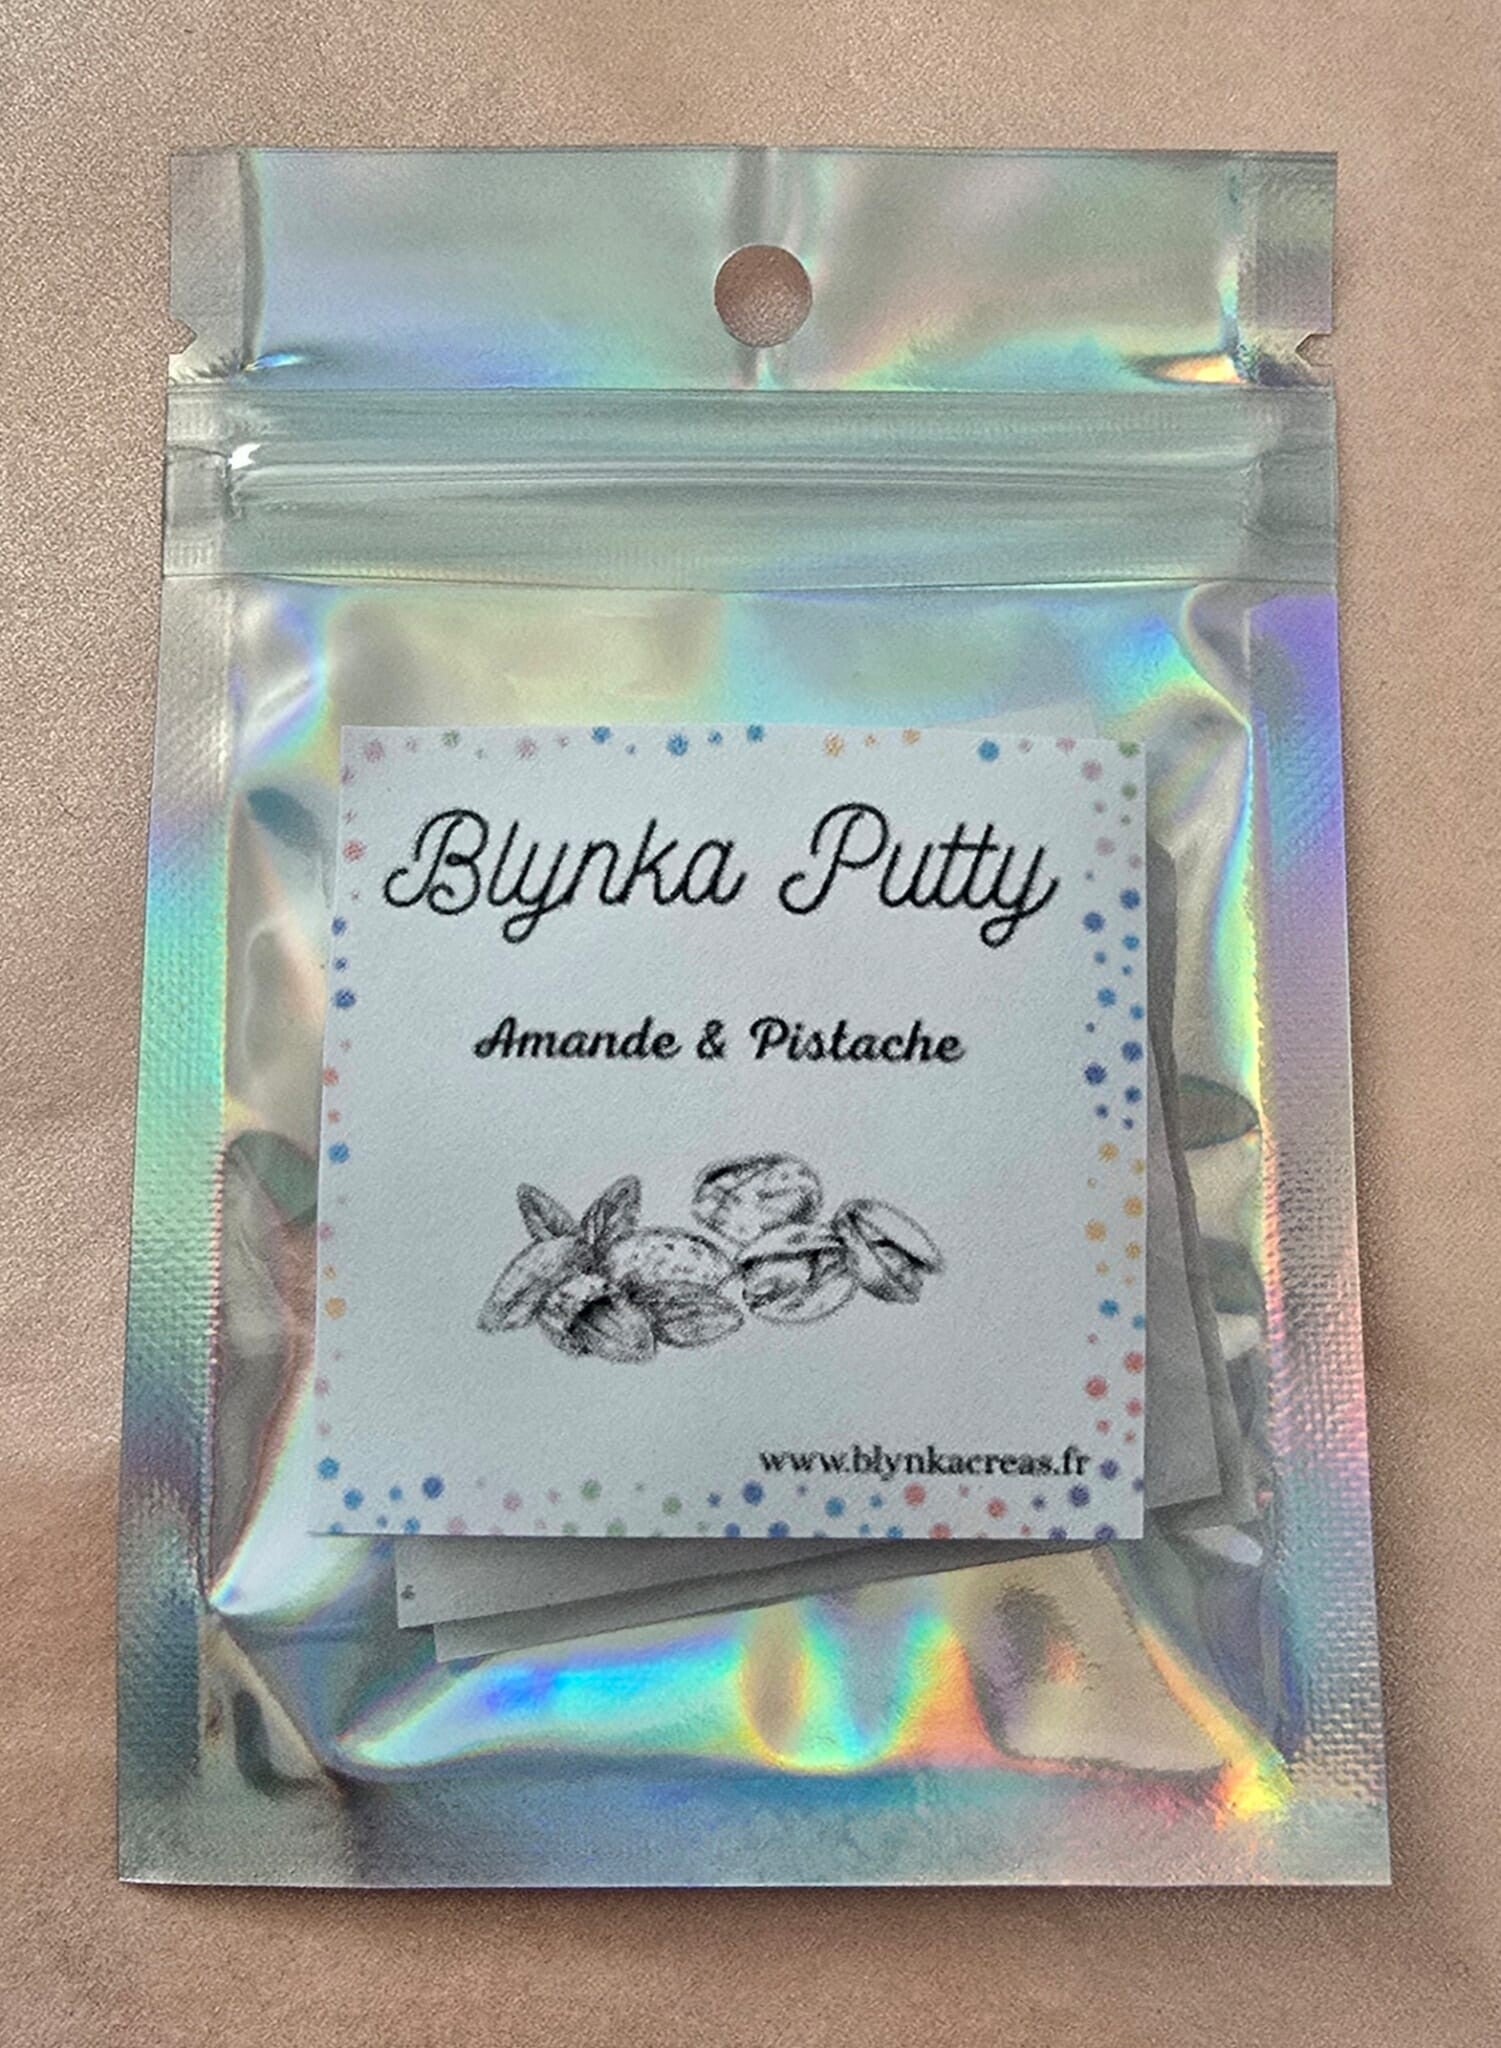 Blynka Putty
Amande & Pistache
www.blynkacreas.fr